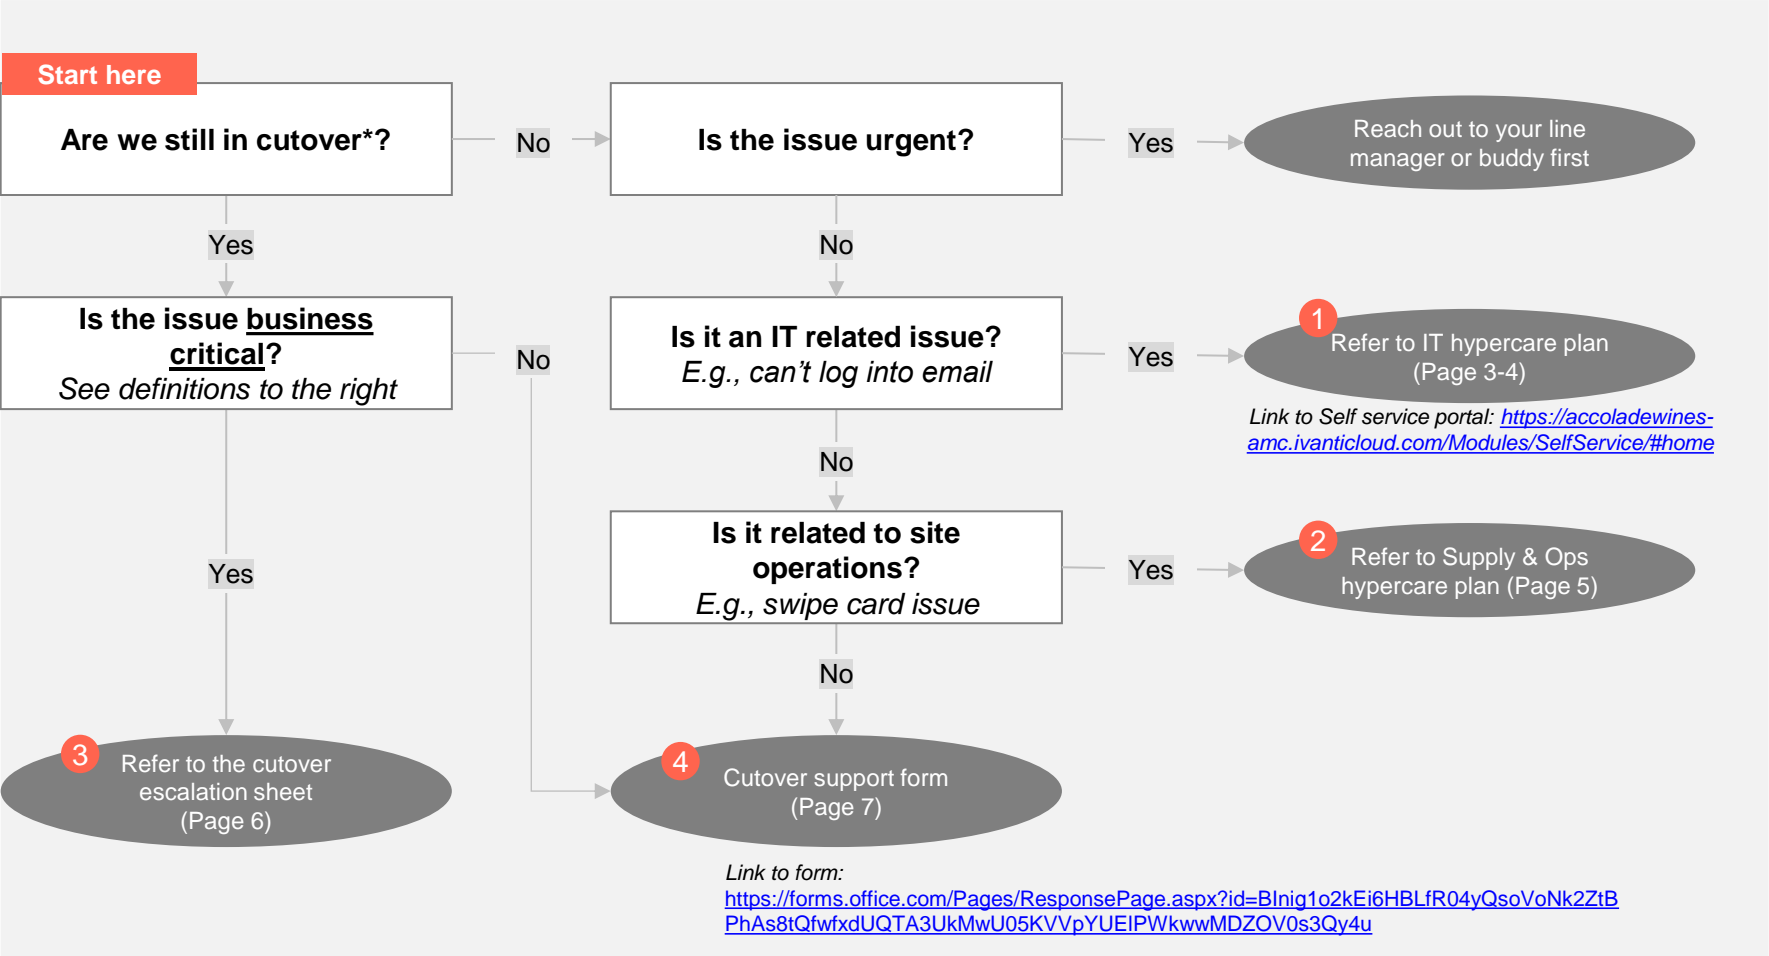 Start here
Are we still in cutover*?
No
Is the issue urgent?
Yes
Reach out to your line
manager or buddy first
Yes
No
Is the issue business
critical?
See definitions to the right
No
Is it an IT related issue?
E.g., can't log into email
Yes
1
Refer to IT hypercare plan
(Page 3-4)
Link to Self service portal: https://accoladewines-
amc.ivanticloud.com/Modules/SelfService/#home
No
Yes
Is it related to site
operations?
E.g., swipe card issue
Yes
2
Refer to Supply & Ops
hypercare plan (Page 5)
No
3
Refer to the cutover
escalation sheet
(Page 6)
4
Cutover support form
(Page 7)
Link to form:
https://forms.office.com/Pages/ResponsePage.aspx?id=BInig1o2kEi6HBLfR04yQsoVoNk2ZtB
PhAs8tQfwfxdUQTA3UkMwU05KVVpYUEIPWkwwMDZOV0s3Qy4u